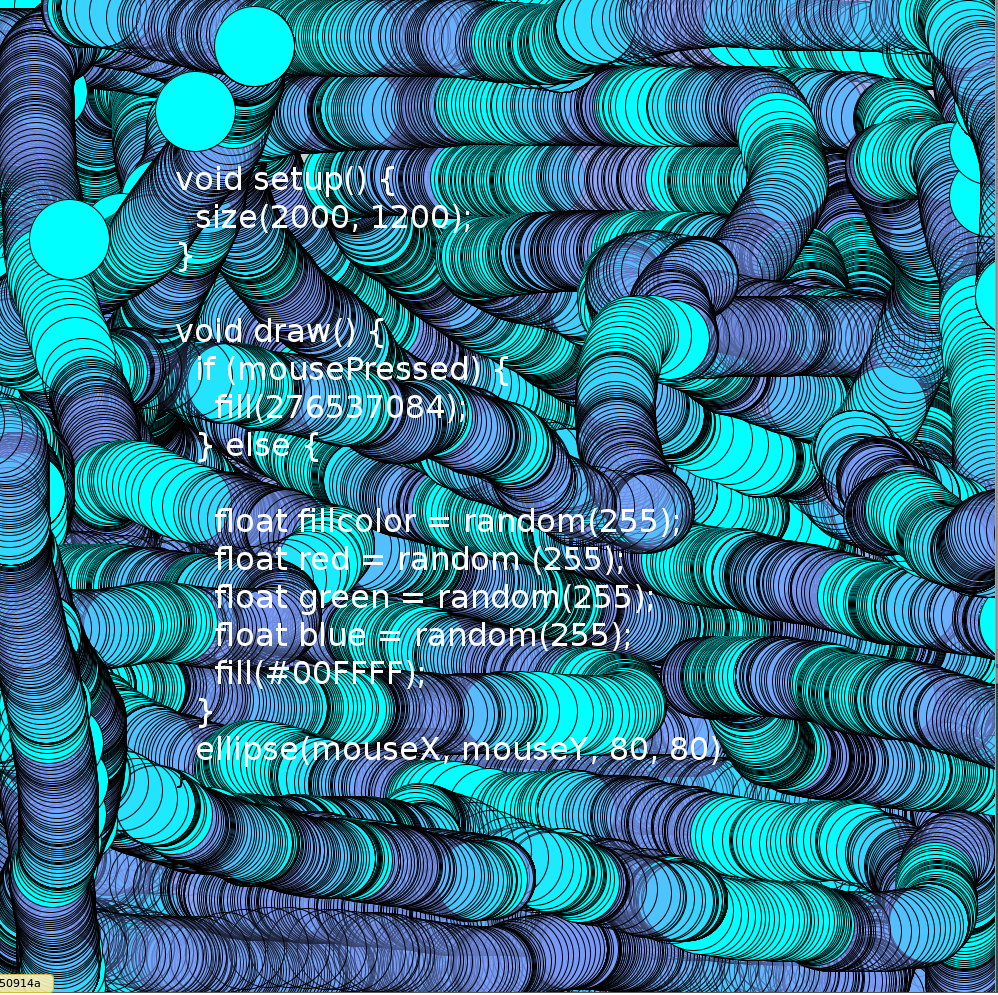 void setup() {
size(2000, 1200);
}
void draw() {
if (mousePressed) {
fill(276537084);
} else {
float fillcolor = random(255);
float red = random (255);
float green = random(255);
float blue = random(255);
fill(#00FFFF);
}
ellipse(mouseX, mouseY, 80, 80)
;
50914a